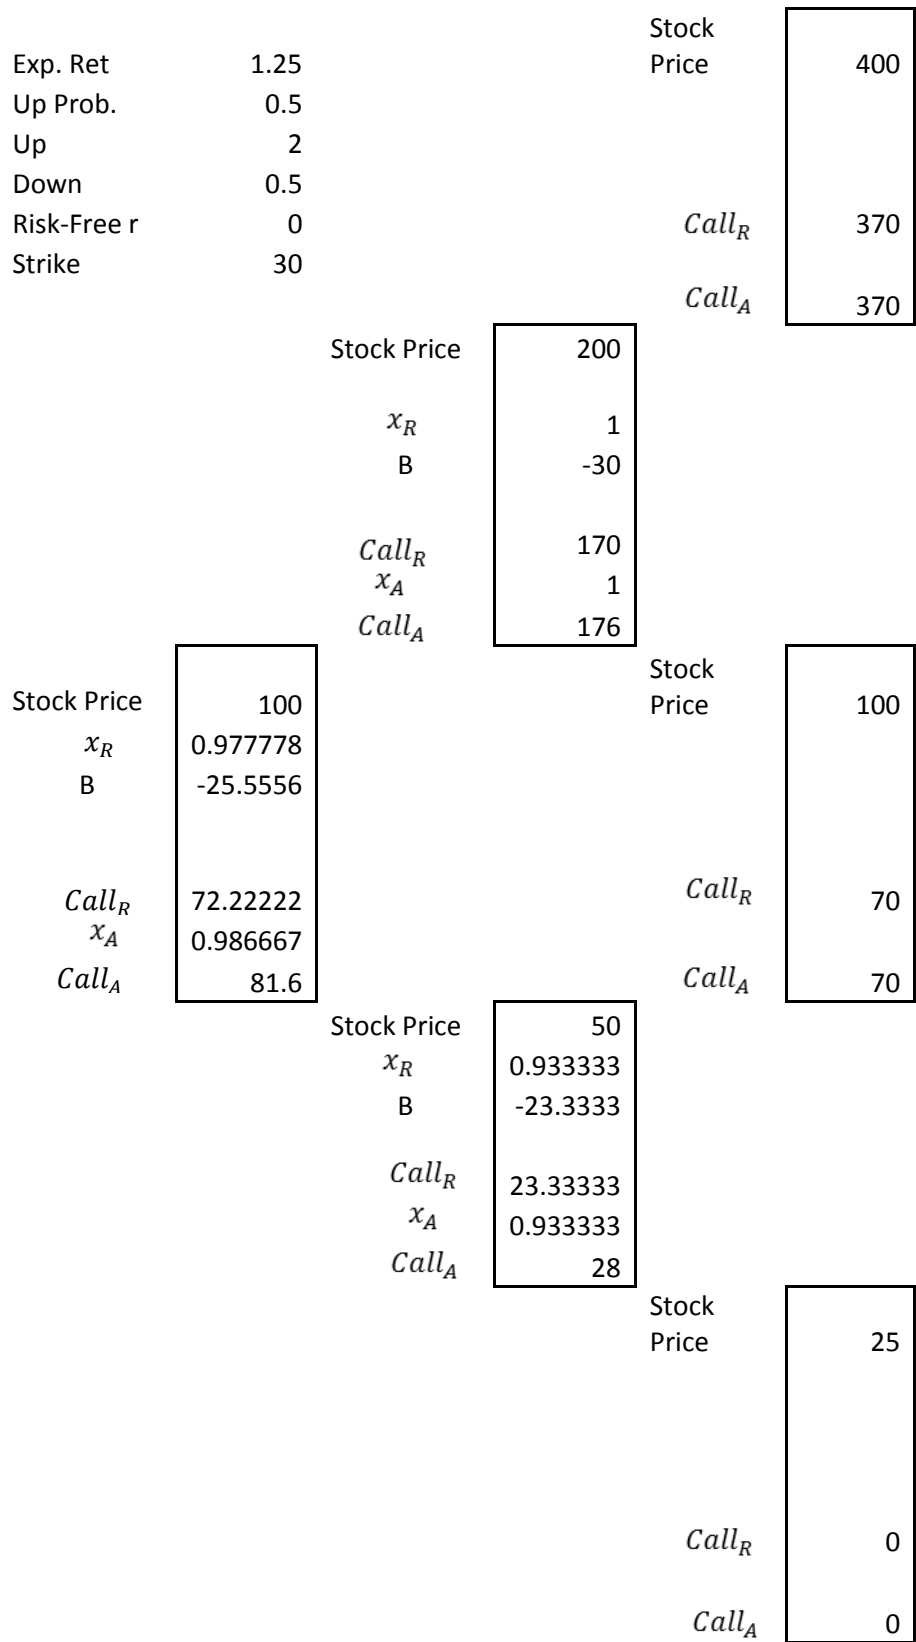 Stock
Exp. Ret 1.25 Price 400
Up Prob. 0.5
Up 2
Down 0.5
Risk-Free r 0 Call_R 370
Strike 30
Call_A 370
Stock Price 200
x_R 1
B -30
Call_R 170
x_A 1
Call_A 176
Stock
Stock Price 100 Price 100
x_R 0.977778
B -25.5556
Call_R 72.22222 Call_R 70
x_A 0.986667
Call_A 81.6 Call_A 70
Stock Price 50
x_R 0.933333
B -23.3333
Call_R 23.33333
x_A 0.933333
Call_A 28
Stock
Price 25
Call_R 0
Call_A 0